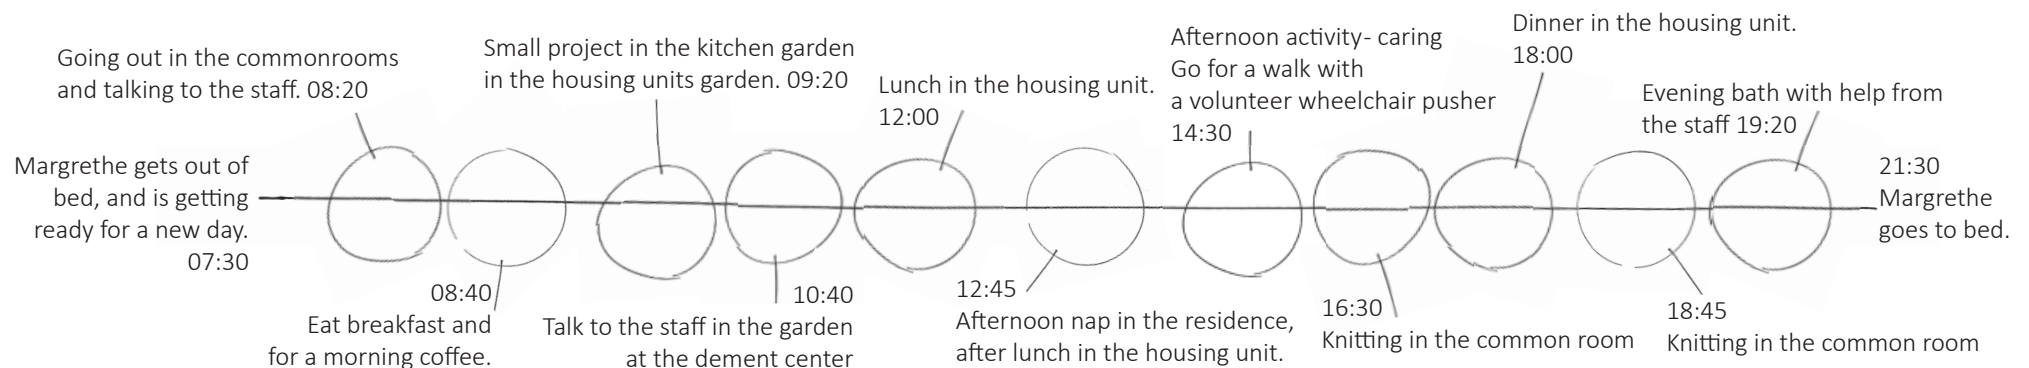 Margrethe gets out of
bed, and is getting
ready for a new day.
07:30
Going out in the commonrooms
and talking to the staff. 08:20
08:40
Eat breakfast and
for a morning coffee.
Small project in the kitchen garden
in the housing units garden. 09:20
10:40
Talk to the staff in the garden
at the dement center
Lunch in the housing unit.
12:00
12:45
Afternoon nap in the residence,
after lunch in the housing unit.
Afternoon activity- caring
Go for a walk with
a volunteer wheelchair pusher
14:30
16:30
Knitting in the common room
Dinner in the housing unit.
18:00
18:45
Knitting in the common room
Evening bath with help from
the staff 19:20
21:30
Margrethe
goes to bed.